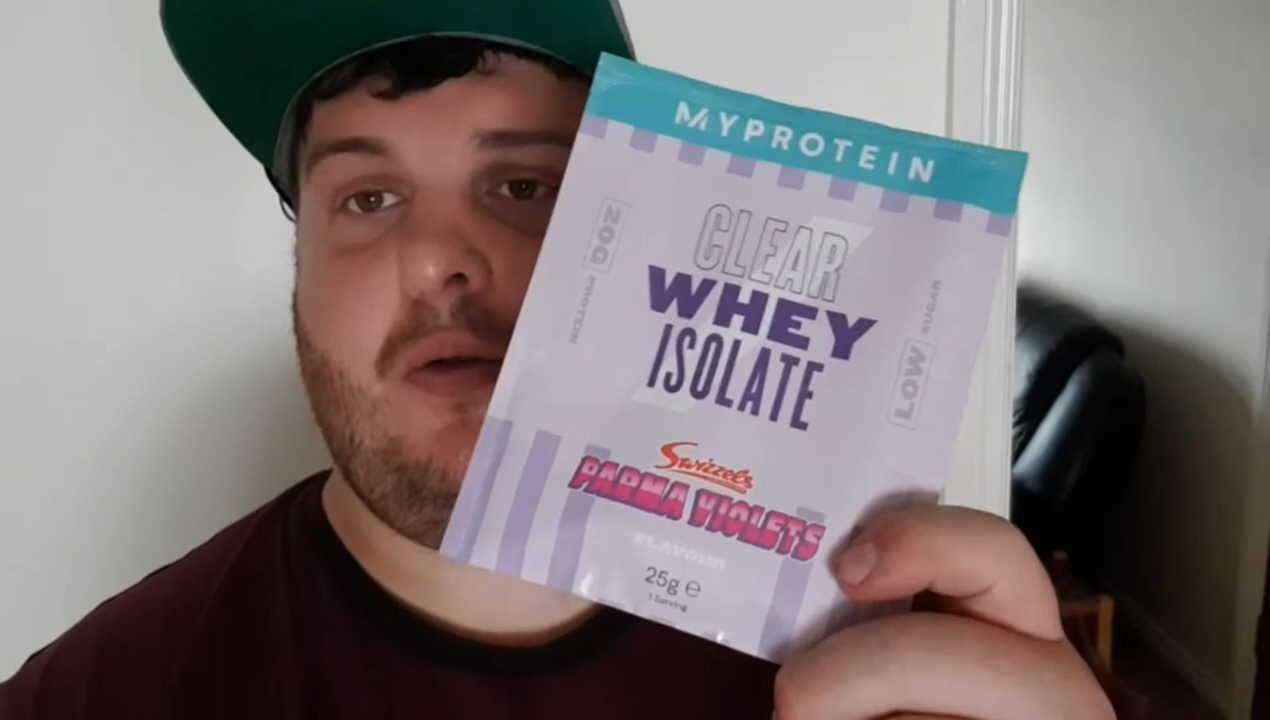 MYPROTEIN
CLEAR
WHEY
ISOLATE
20G PROTEIN
LOW SUGAR
Swizzels
PARMA VIOLETS
FLAVOUR
25g ℮
1 Serving